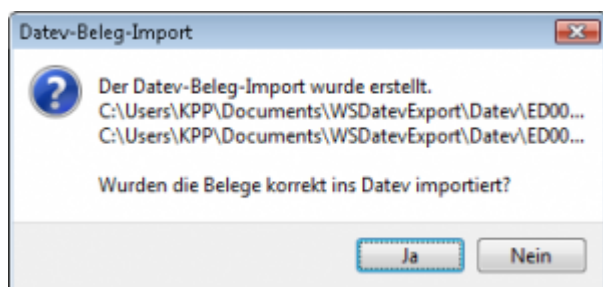 Datev-Beleg-Import
Der Datev-Beleg-Import wurde erstellt.
C:\Users\KPP\Documents\WSDatevExport\Datev\ED00...
C:\Users\KPP\Documents\WSDatevExport\Datev\ED00...
Wurden die Belege korrekt ins Datev importiert?
Ja
Nein